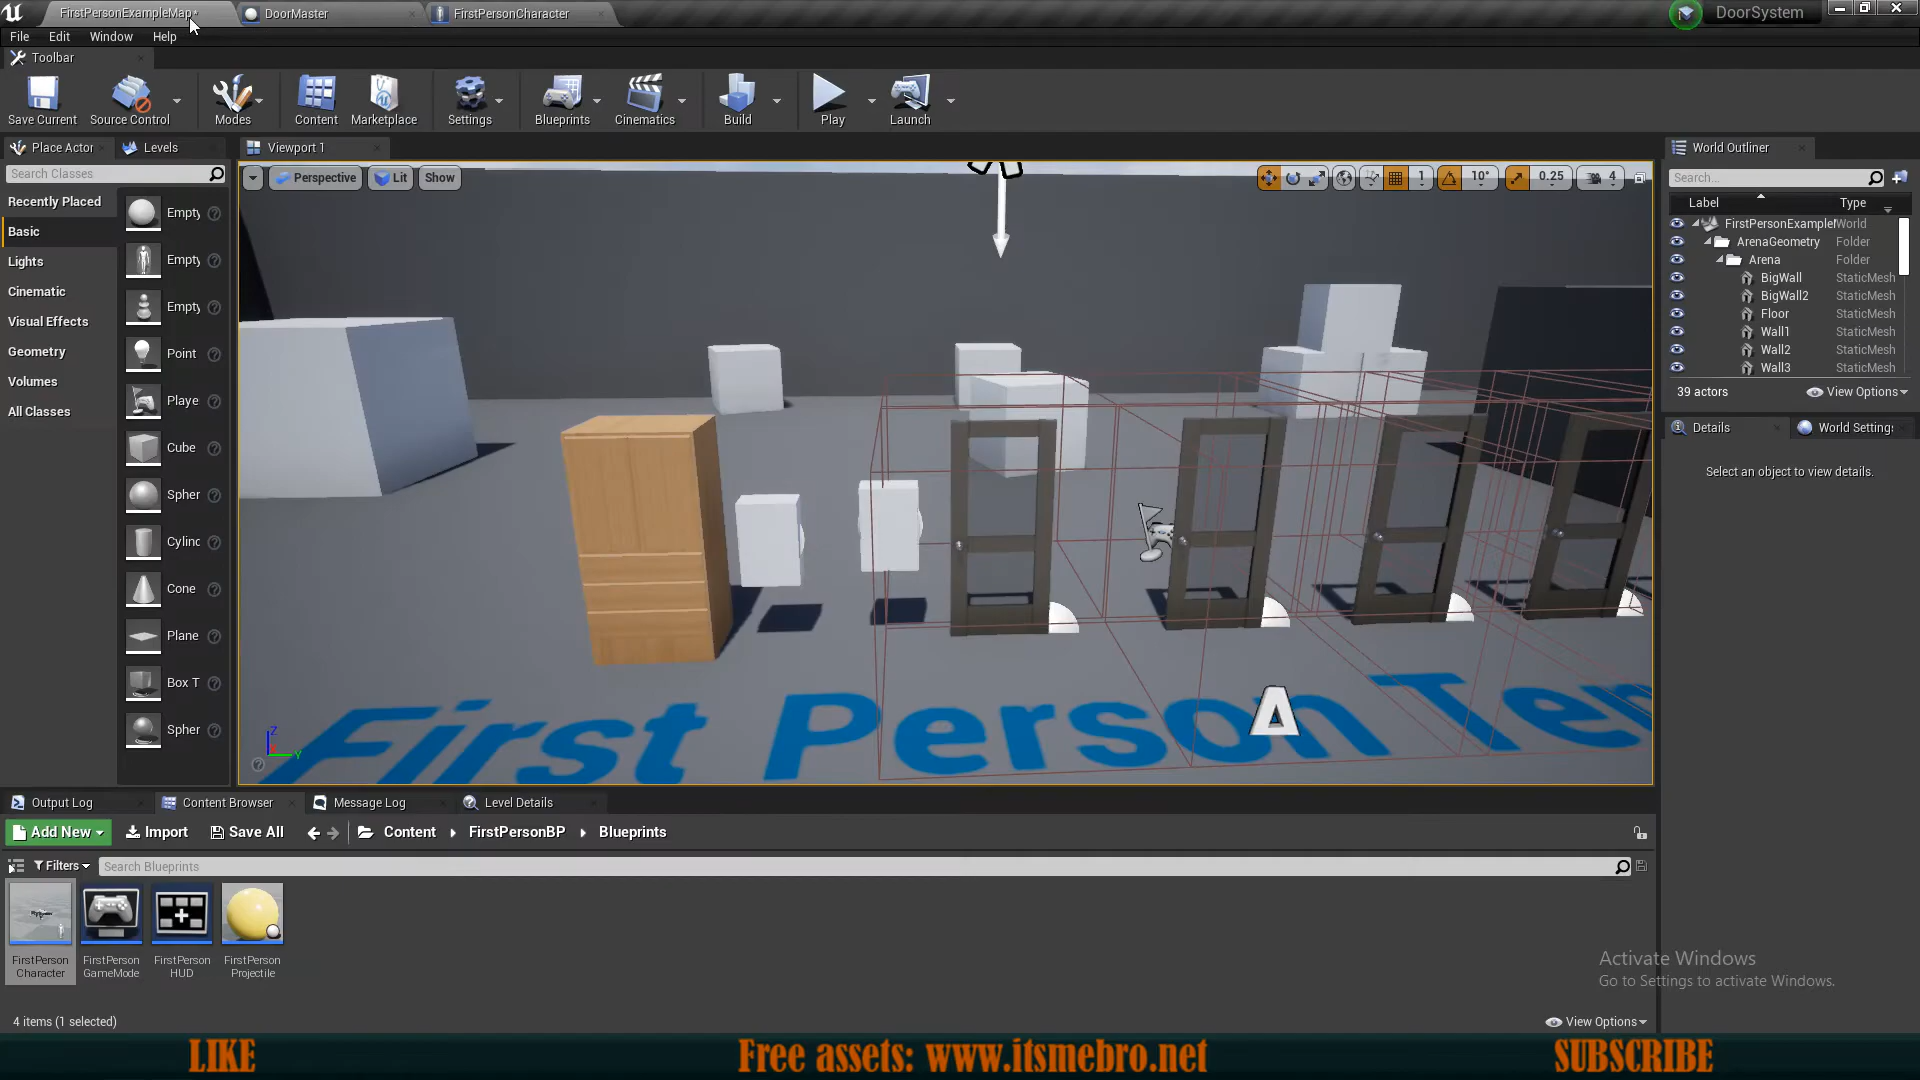 FirstPersonExampleMap*
DoorMaster
FirstPersonCharacter
DoorSystem
File
Edit
Window
Help
Toolbar
Save Current
Source Control
Modes
Content
Marketplace
Settings
Blueprints
Cinematics
Build
Play
Launch
Place Actor
Levels
Viewport 1
World Outliner
Search Classes
Perspective
Lit
Show
1
10°
0.25
4
Search...
Recently Placed
Basic
Lights
Cinematic
Visual Effects
Geometry
Volumes
All Classes
Empty
Empty
Empty
Point
Playe
Cube
Spher
Cylind
Cone
Plane
Box T
Spher
Label
Type
FirstPersonExampleI
World
ArenaGeometry
Folder
Arena
Folder
BigWall
StaticMesh
BigWall2
StaticMesh
Floor
StaticMesh
Wall1
StaticMesh
Wall2
StaticMesh
Wall3
StaticMesh
39 actors
View Options
Details
World Settings
Select an object to view details.
First Person Ten
Z
Y
Output Log
Content Browser
Message Log
Level Details
Add New
Import
Save All
Content
FirstPersonBP
Blueprints
Filters
Search Blueprints
FirstPerson
Character
FirstPerson
GameMode
FirstPerson
HUD
FirstPerson
Projectile
4 items (1 selected)
View Options
Activate Windows
Go to Settings to activate Windows.
LIKE
Free assets: www.itsmebro.net
SUBSCRIBE